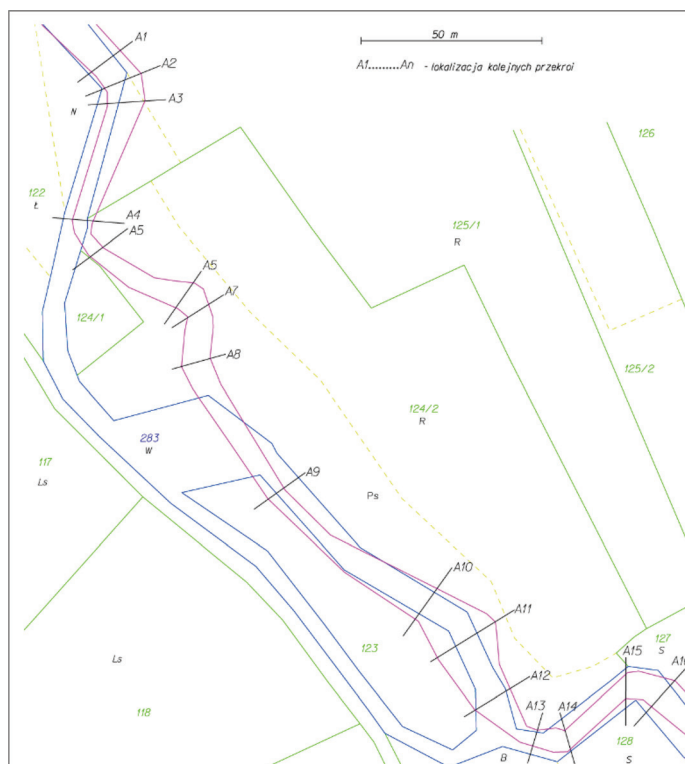 A1
50 m
A2
A1.........An - lokalizacja kolejnych przekroi
A3
N
126
122
Ł
A4
125/1
A5
R
A5
A7
124/1
A8
125/2
124/2
283
R
W
117
Ls
A9
Ps
A10
A11
127
123
A15
S
Ls
A12
A16
A13
A14
118
128
B
S